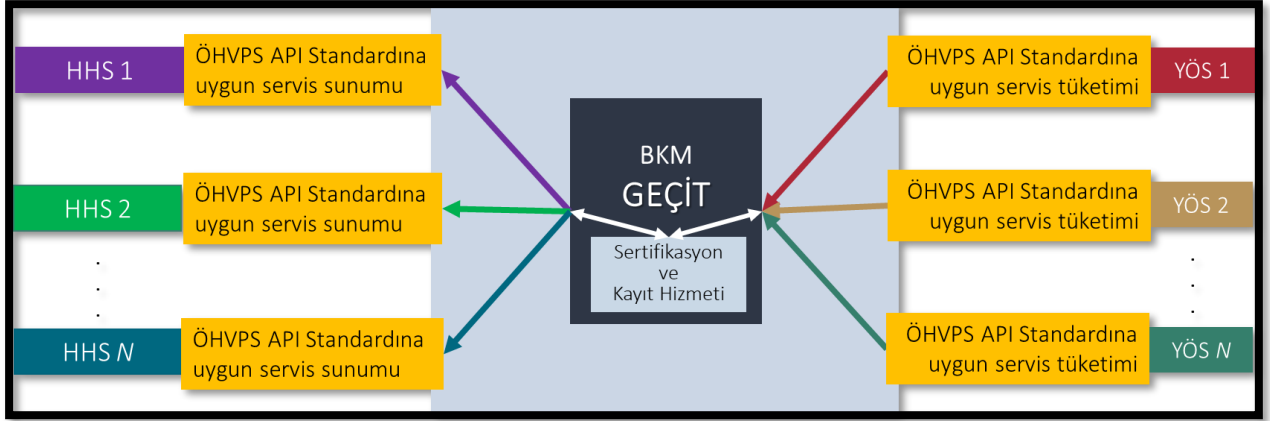 HHS 1
ÖHVPS API Standardına
uygun servis sunumu
HHS 2
ÖHVPS API Standardına
uygun servis sunumu
.
.
.
HHS N
ÖHVPS API Standardına
uygun servis sunumu
BKM
GEÇİT
Sertifikasyon
ve
Kayıt Hizmeti
ÖHVPS API Standardına
uygun servis tüketimi
YÖS 1
ÖHVPS API Standardına
uygun servis tüketimi
YÖS 2
.
.
.
ÖHVPS API Standardına
uygun servis tüketimi
YÖS N